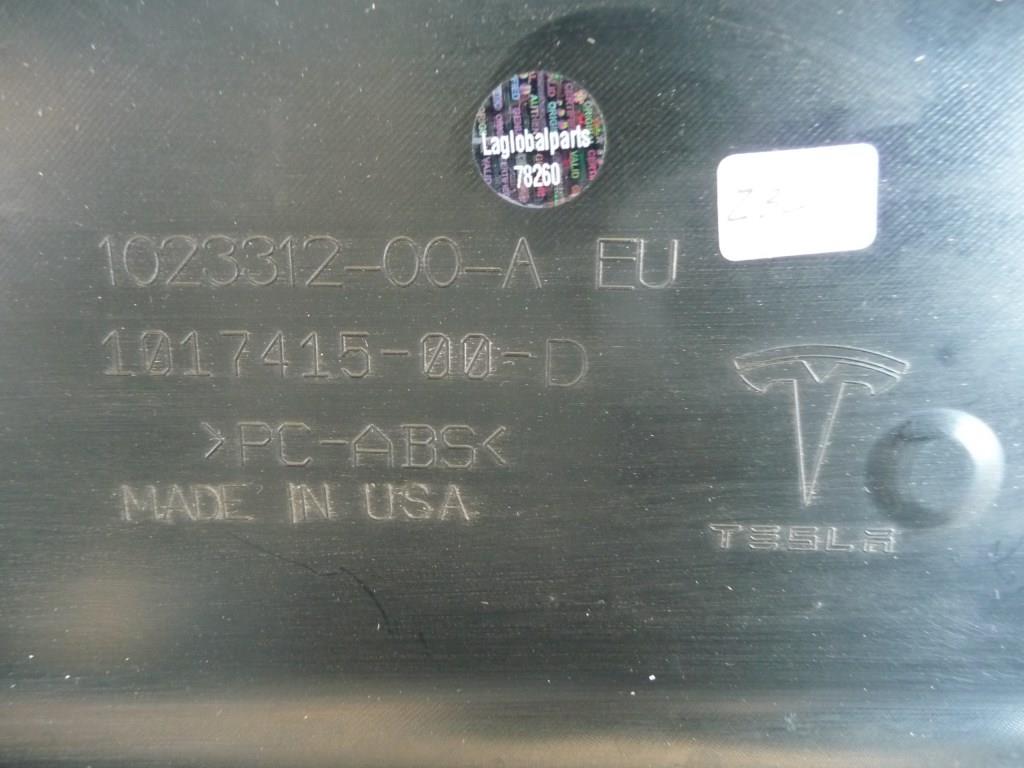 Laglobalparts
78260
1023312-00-A EU
1017415-00-D
>PC-ABS<
MADE IN USA
TESLA